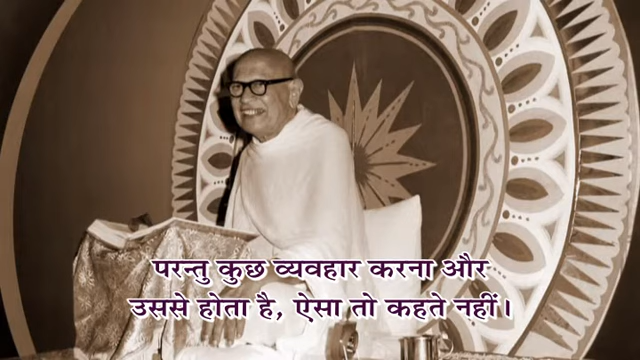 परन्तु कुछ व्यवहार करना और
उससे होता है, ऐसा तो कहते नहीं।